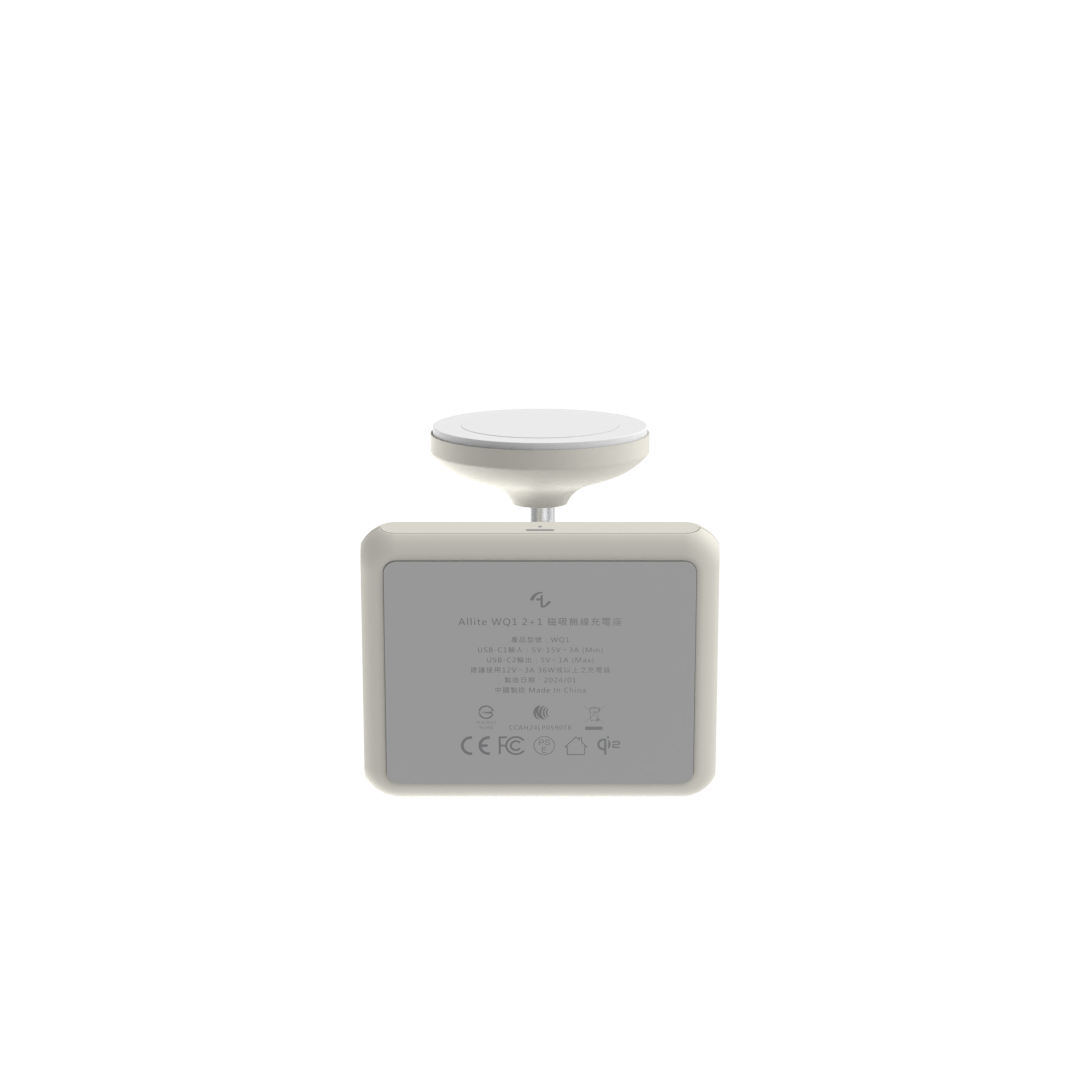 Allite WQ1 2+1 磁吸無線充電座
產品型號：WQ1
USB-C1輸入：5V-15V⎓3A (Min)
USB-C2輸出：5V⎓1A (Max)
建議使用12V⎓3A 36W或以上之充電器
製造日期：2024/01
中國製造 Made In China
CE FC PBE qi2